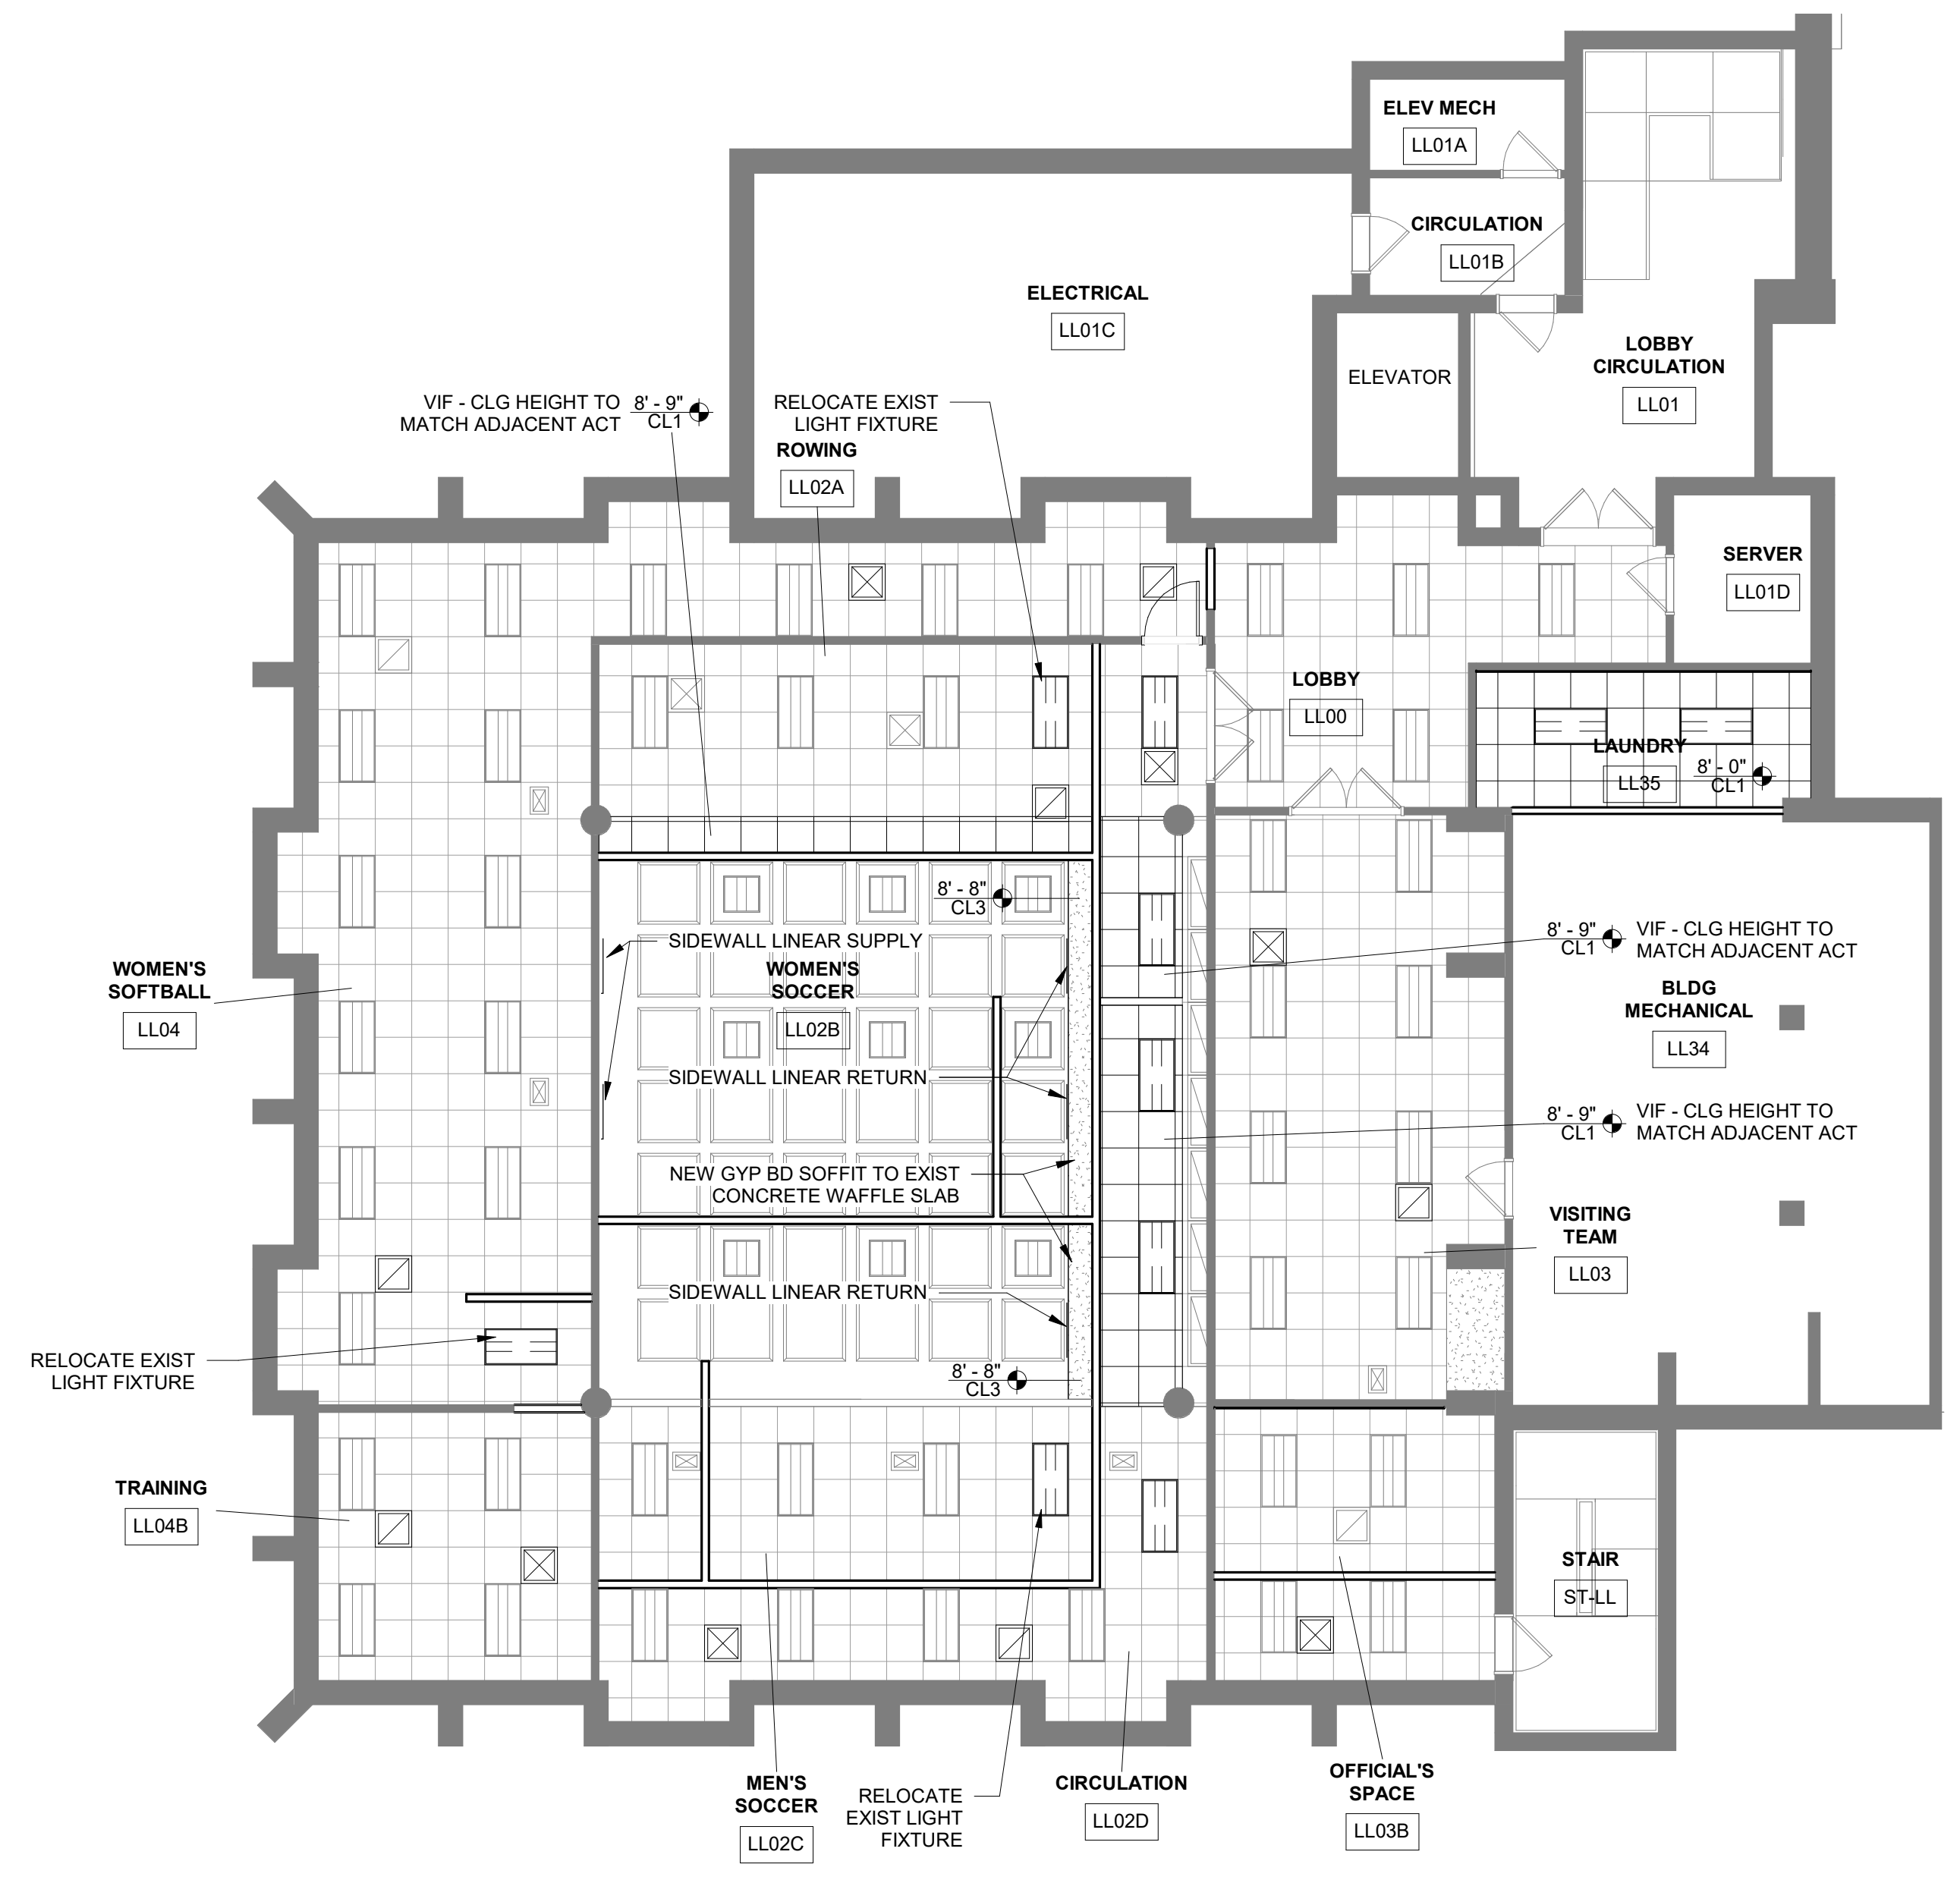 ELEV MECH
LL01A
CIRCULATION
LL01B
ELECTRICAL
LL01C
LOBBY
CIRCULATION
LL01
ELEVATOR
VIF - CLG HEIGHT TO
MATCH ADJACENT ACT
8' - 9"
CL1
RELOCATE EXIST
LIGHT FIXTURE
ROWING
LL02A
SERVER
LL01D
LOBBY
LL00
LAUNDRY
LL35
8' - 0"
CL1
8' - 8"
CL3
SIDEWALL LINEAR SUPPLY
WOMEN'S
SOCCER
LL02B
WOMEN'S
SOFTBALL
LL04
8' - 9"
CL1
VIF - CLG HEIGHT TO
MATCH ADJACENT ACT
BLDG
MECHANICAL
LL34
SIDEWALL LINEAR RETURN
8' - 9"
CL1
VIF - CLG HEIGHT TO
MATCH ADJACENT ACT
NEW GYP BD SOFFIT TO EXIST
CONCRETE WAFFLE SLAB
VISITING
TEAM
LL03
SIDEWALL LINEAR RETURN
RELOCATE EXIST
LIGHT FIXTURE
8' - 8"
CL3
TRAINING
LL04B
STAIR
ST-LL
MEN'S
SOCCER
LL02C
RELOCATE
EXIST LIGHT
FIXTURE
CIRCULATION
LL02D
OFFICIAL'S
SPACE
LL03B